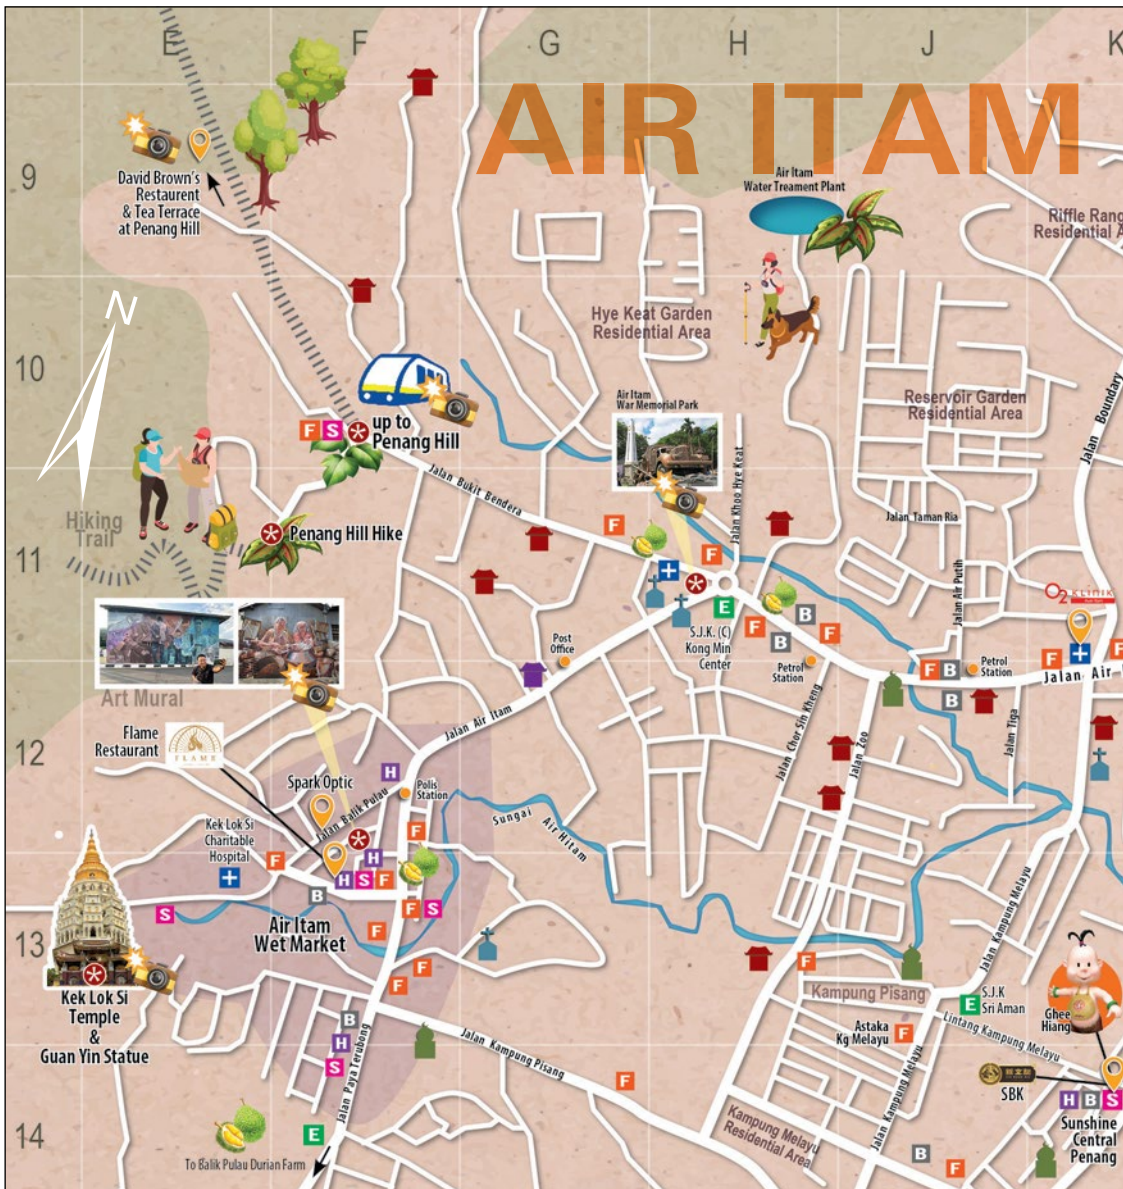 E
F
G
H
J
K
AIR ITAM
9
David Brown's
Restaurent
& Tea Terrace
at Penang Hill
Air Itam
Water Treament Plant
Riffle Rang
Residential A
N
Hye Keat Garden
Residential Area
10
up to
Penang Hill
F
S
Air Itam
War Memorial Park
Reservoir Garden
Residential Area
Jalan Boundary
Jalan Bukit Bendera
Jalan Khoo Hye Keat
Jalan Taman Ria
Hiking
Trail
Penang Hill Hike
11
F
F
Jalan Air Putih
O2 KLINIK
E
S.J.K. (C)
Kong Min
Center
F
B
B
F
Post
Office
Petrol
Station
F
B
Petrol
Station
B
F
F
Jalan Air
Art Mural
Flame
Restaurant
FLAME
Jalan Air Itam
12
Jalan Chor Sin Kheng
Jalan Zoo
Jalan Tiga
H
Spark Optic
Jalan Balik Pulau
Polis
Station
Sungai
Air Hitam
Kek Lok Si
Charitable
Hospital
F
F
H
H
S
F
B
F
S
S
Air Itam
Wet Market
F
13
F
F
Jalan Kampung Melayu
F
Kampung Pisang
Kek Lok Si
Temple
&
Guan Yin Statue
E
S.J.K
Sri Aman
Ghee
Hiang
Lintang Kampung Melayu
Astaka
Kg Melayu
F
B
H
S
Jalan Paya Terubong
Jalan Kampung Pisang
F
SBK
H
B
S
Sunshine
Central
Penang
Kampung Melayu
Residential Area
Jalan Kampung Melayu
14
E
To Balik Pulau Durian Farm
B
F